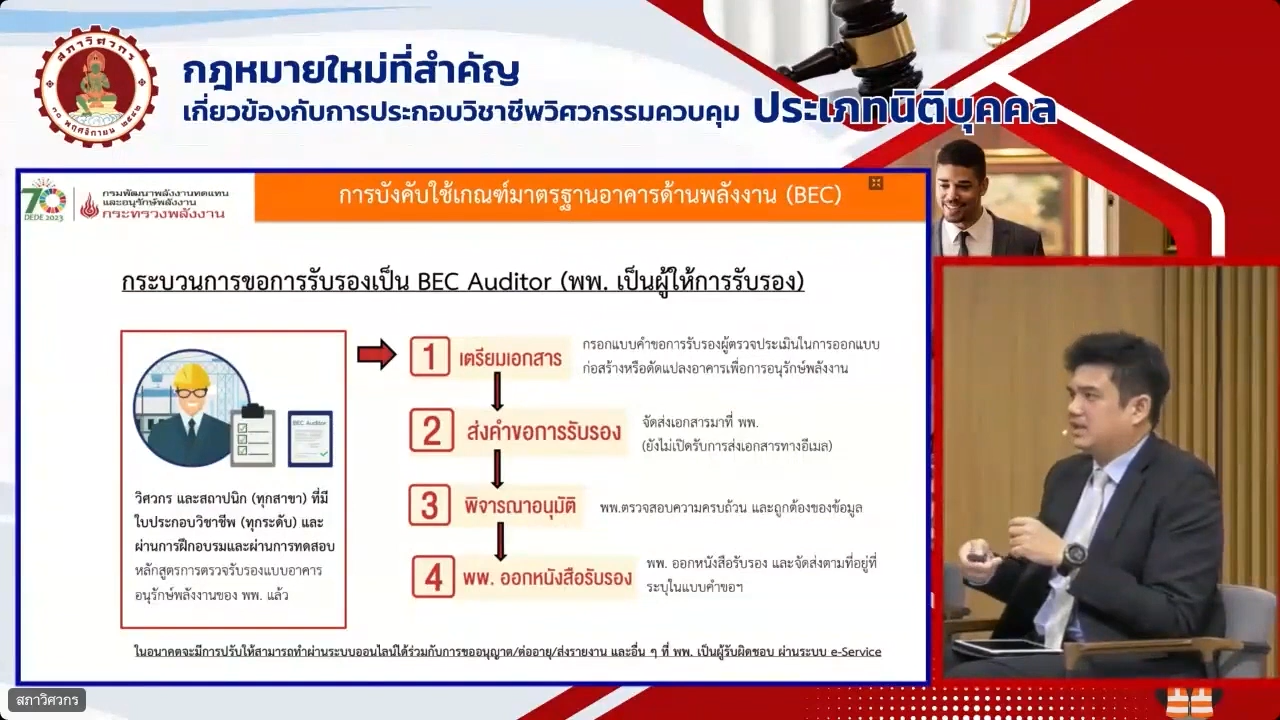 สภาวิศวกร
๓๐ พฤศจิกายน ๒๕๔๒
กฎหมายใหม่ที่สำคัญ
เกี่ยวข้องกับการประกอบวิชาชีพวิศวกรรมควบคุม ประเภทนิติบุคคล
70
DEDE 2023
กรมพัฒนาพลังงานทดแทน
และอนุรักษ์พลังงาน
กระทรวงพลังงาน
การบังคับใช้เกณฑ์มาตรฐานอาคารด้านพลังงาน (BEC)
กระบวนการขอการรับรองเป็น BEC Auditor (พพ. เป็นผู้ให้การรับรอง)
BEC Auditor
วิศวกร และสถาปนิก (ทุกสาขา) ที่มี
ใบประกอบวิชาชีพ (ทุกระดับ) และ
ผ่านการฝึกอบรมและผ่านการทดสอบ
หลักสูตรการตรวจรับรองแบบอาคาร
อนุรักษ์พลังงานของ พพ. แล้ว
1 เตรียมเอกสาร
กรอกแบบคำขอการรับรองผู้ตรวจประเมินในการออกแบบ
ก่อสร้างหรือดัดแปลงอาคารเพื่อการอนุรักษ์พลังงาน
2 ส่งคำขอการรับรอง
จัดส่งเอกสารมาที่ พพ.
(ยังไม่เปิดรับการส่งเอกสารทางอีเมล)
3 พิจารณาอนุมัติ
พพ.ตรวจสอบความครบถ้วน และถูกต้องของข้อมูล
4 พพ. ออกหนังสือรับรอง
พพ. ออกหนังสือรับรอง และจัดส่งตามที่อยู่ที่
ระบุในแบบคำขอฯ
ในอนาคตจะมีการปรับให้สามารถทำผ่านระบบออนไลน์ได้ร่วมกับการขออนุญาต/ต่ออายุ/ส่งรายงาน และอื่น ๆ ที่ พพ. เป็นผู้รับผิดชอบ ผ่านระบบ e-Service
สภาวิศวกร